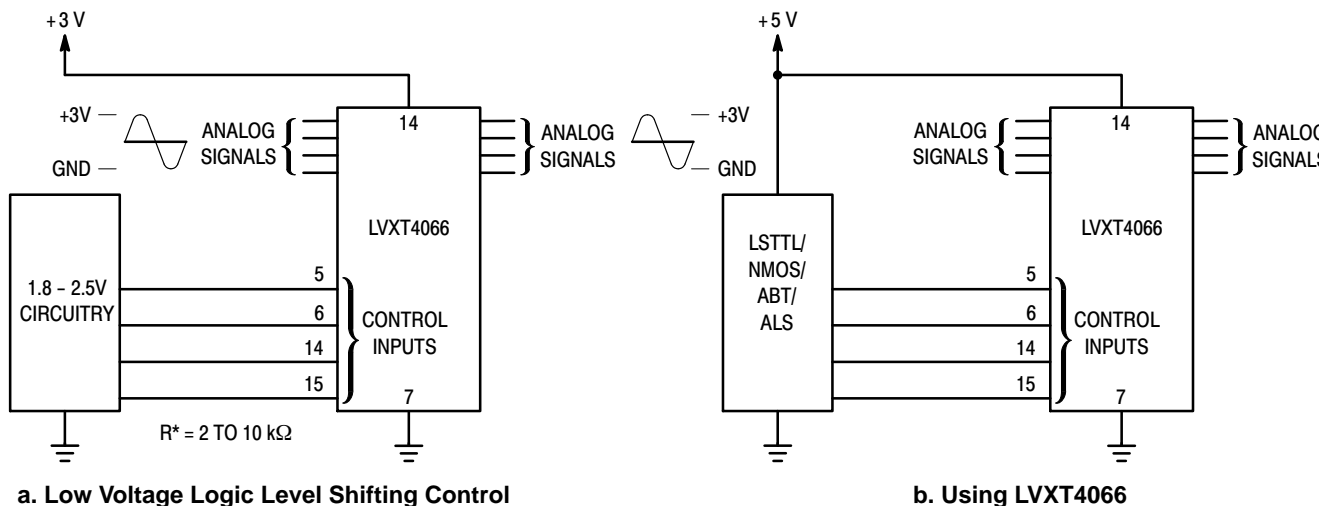 +3 V
+3V
GND
ANALOG
SIGNALS
14
ANALOG
SIGNALS
LVXT4066
1.8 – 2.5V
CIRCUITRY
5
6
14
15
CONTROL
INPUTS
7
R* = 2 TO 10 kΩ
a. Low Voltage Logic Level Shifting Control
+5 V
+3V
GND
ANALOG
SIGNALS
14
ANALOG
SIGNALS
LVXT4066
LSTTL/
NMOS/
ABT/
ALS
5
6
14
15
CONTROL
INPUTS
7
b. Using LVXT4066